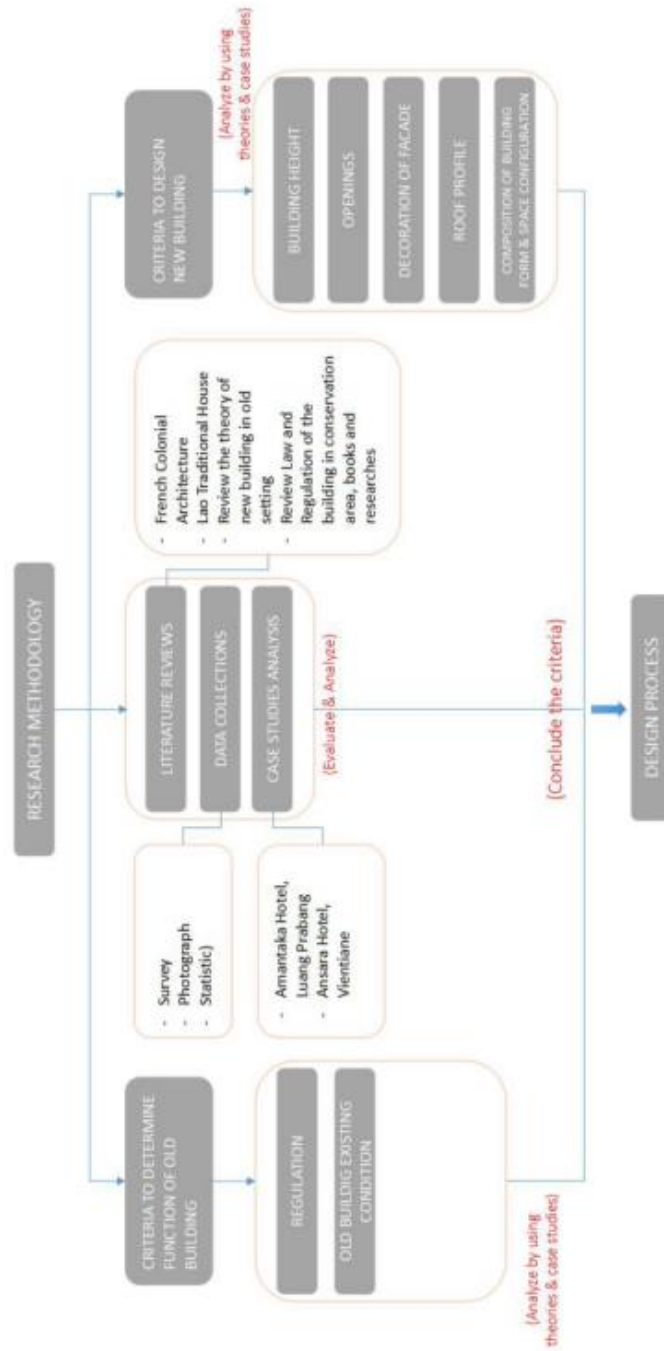 RESEARCH METHODOLOGY
CRITERIA TO DETERMINE
FUNCTION OF OLD
BUILDING
REGULATION
OLD BUILDIG EXISTING
CONDITION
(Analyze by using
theories & case studies)
- Survey
- Photograph
- Statistic)
- Amantaka Hotel,
Luang Prabang
- Ansara Hotel,
Vientiane
LITERATURE REVIEWS
DATA COLLECTIONS
CASE STUDIES ANALYSIS
(Evaluate & Analyze)
- French Colonial
Architecture
- Lao Traditional House
- Review the theory of
new building in old
setting
- Review Law and
Regulation of the
building in conservation
area, books and
researches
CRITERIA TO DESIGN
NEW BUILDING
(Analyze by using
theories & case studies)
BUILDING HEIGHT
OPENINGS
DECORATION OF FACADE
ROOF PROFILE
COMPOSITION OF BUILDING
FORM & SPACE CONFIGURATION
(Conclude the criteria)
DESIGN PROCESS